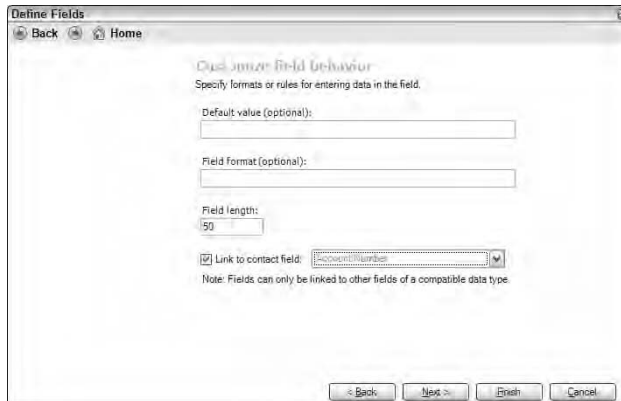 Define Fields
Back Home
Customize field behavior
Specify formats or rules for entering data in the field.
Default value (optional):
Field format (optional):
Field length:
50
Link to contact field: Account Number
Note: Fields can only be linked to other fields of a compatible data type
< Back Next > Finish Cancel